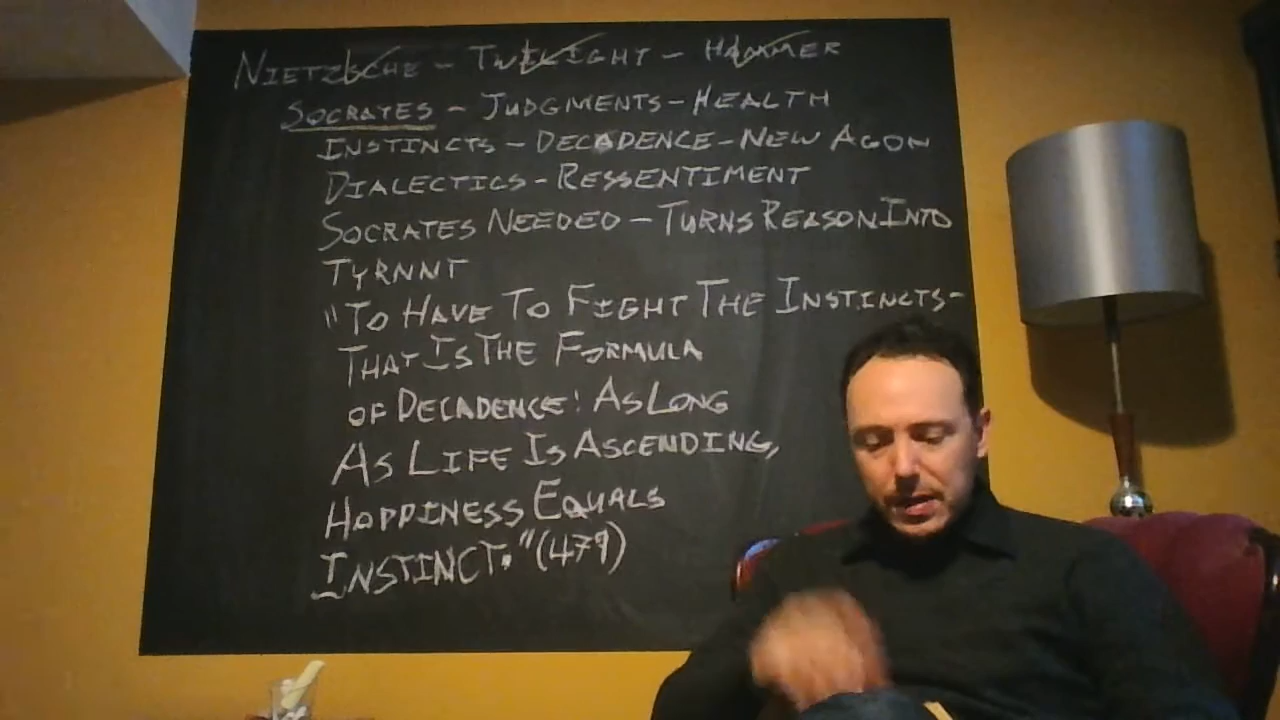 NIETZSCHE - TWILIGHT - HAMMER
SOCRATES - JUDGMENTS - HEALTH
INSTINCTS - DECADENCE - NEW AGON
DIALECTICS - RESSENTIMENT
SOCRATES NEEDED - TURNS REASON INTO
TYRNNT
"TO HAVE TO FIGHT THE INSTINCTS-
THAT IS THE FORMULA
OF DECADENCE: AS LONG
AS LIFE IS ASCENDING,
HAPPINESS EQUALS
INSTINCT." (479)